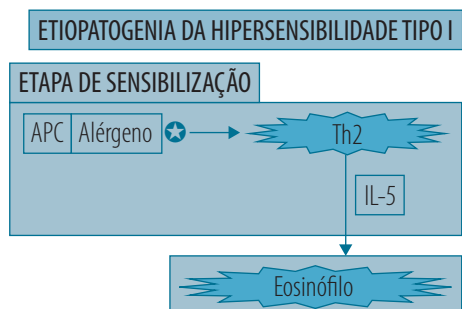 ETIOPATOGENIA DA HIPERSENSIBILIDADE TIPO I
ETAPA DE SENSIBILIZAÇÃO
APC Alérgeno Th2
IL-5
Eosinófilo